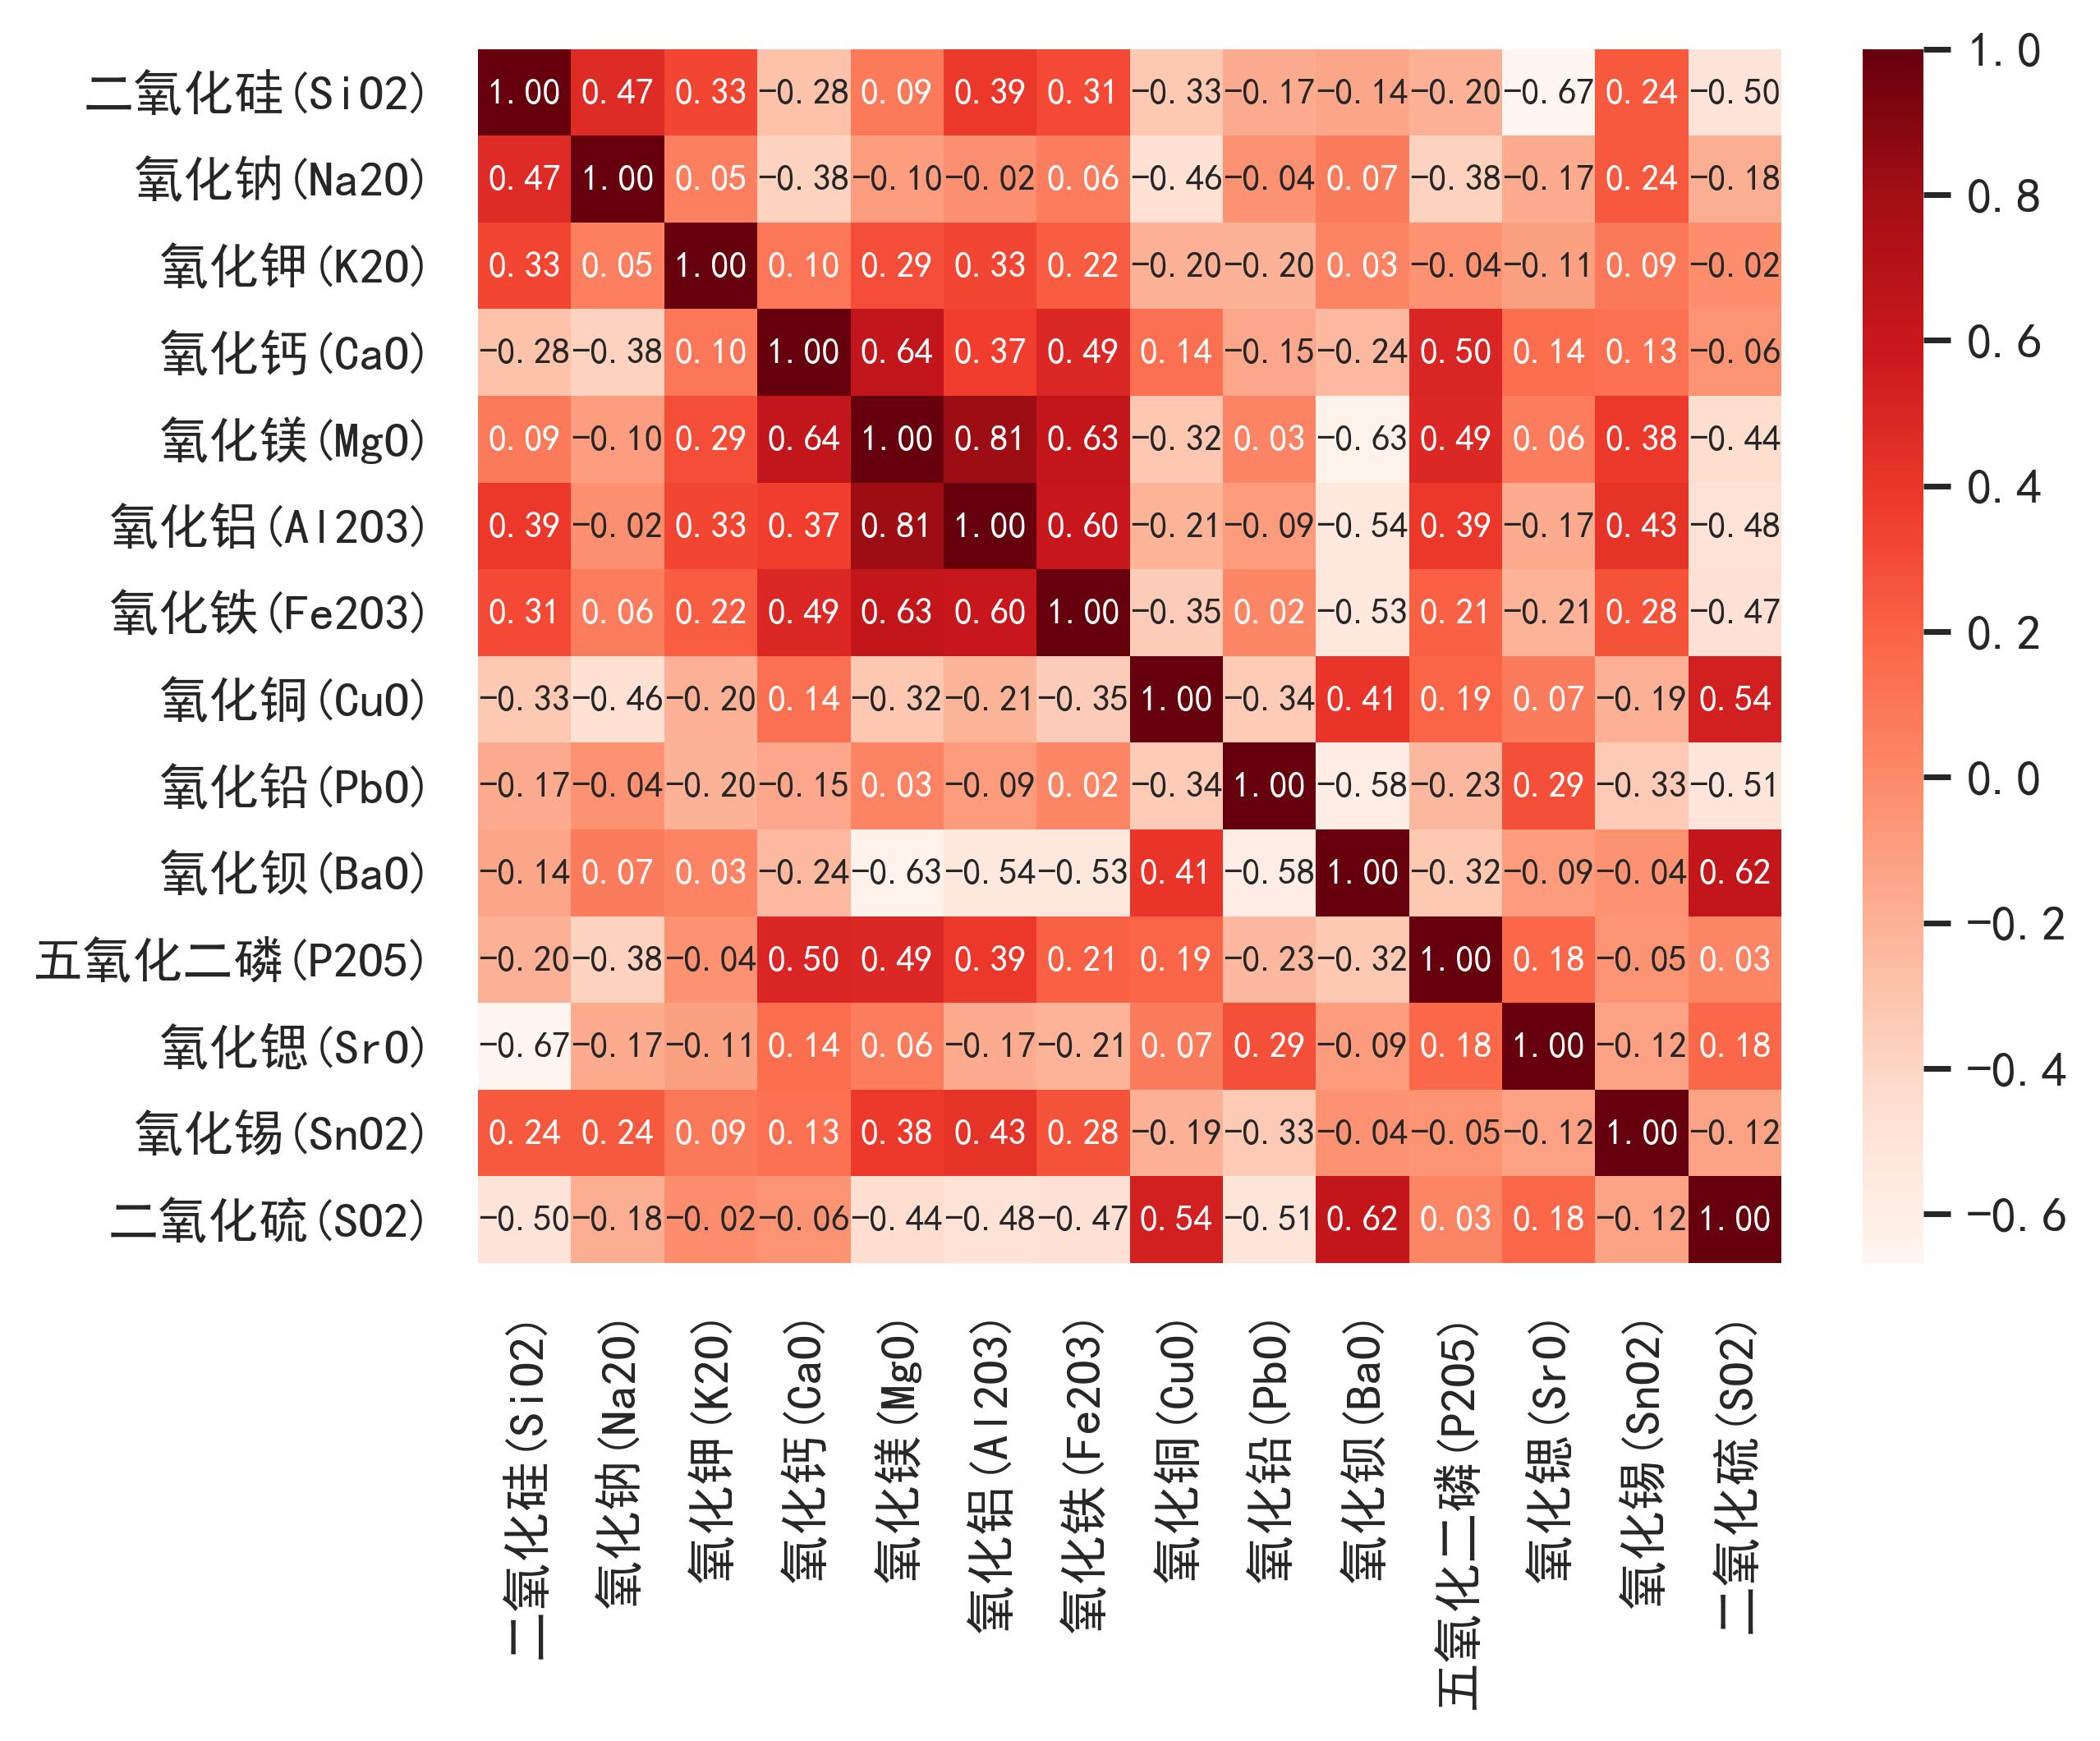 二氧化硅(SiO2) 1.00 0.47 0.33 −0.28 0.09 0.39 0.31 −0.33 −0.17 −0.14 −0.20 −0.67 0.24 −0.50
氧化钠(Na2O) 0.47 1.00 0.05 −0.38 −0.10 −0.02 0.06 −0.46 −0.04 0.07 −0.38 −0.17 0.24 −0.18
氧化钾(K2O) 0.33 0.05 1.00 0.10 0.29 0.33 0.22 −0.20 −0.20 0.03 −0.04 −0.11 0.09 −0.02
氧化钙(CaO) −0.28 −0.38 0.10 1.00 0.64 0.37 0.49 0.14 −0.15 −0.24 0.50 0.14 0.13 −0.06
氧化镁(MgO) 0.09 −0.10 0.29 0.64 1.00 0.81 0.63 −0.32 0.03 −0.63 0.49 0.06 0.38 −0.44
氧化铝(Al2O3) 0.39 −0.02 0.33 0.37 0.81 1.00 0.60 −0.21 −0.09 −0.54 0.39 −0.17 0.43 −0.48
氧化铁(Fe2O3) 0.31 0.06 0.22 0.49 0.63 0.60 1.00 −0.35 0.02 −0.53 0.21 −0.21 0.28 −0.47
氧化铜(CuO) −0.33 −0.46 −0.20 0.14 −0.32 −0.21 −0.35 1.00 −0.34 0.41 0.19 0.07 −0.19 0.54
氧化铅(PbO) −0.17 −0.04 −0.20 −0.15 0.03 −0.09 0.02 −0.34 1.00 −0.58 −0.23 0.29 −0.33 −0.51
氧化钡(BaO) −0.14 0.07 0.03 −0.24 −0.63 −0.54 −0.53 0.41 −0.58 1.00 −0.32 −0.09 −0.04 0.62
五氧化二磷(P2O5) −0.20 −0.38 −0.04 0.50 0.49 0.39 0.21 0.19 −0.23 −0.32 1.00 0.18 −0.05 0.03
氧化锶(SrO) −0.67 −0.17 −0.11 0.14 0.06 −0.17 −0.21 0.07 0.29 −0.09 0.18 1.00 −0.12 0.18
氧化锡(SnO2) 0.24 0.24 0.09 0.13 0.38 0.43 0.28 −0.19 −0.33 −0.04 −0.05 −0.12 1.00 −0.12
二氧化硫(SO2) −0.50 −0.18 −0.02 −0.06 −0.44 −0.48 −0.47 0.54 −0.51 0.62 0.03 0.18 −0.12 1.00
二氧化硅(SiO2)
氧化钠(Na2O)
氧化钾(K2O)
氧化钙(CaO)
氧化镁(MgO)
氧化铝(Al2O3)
氧化铁(Fe2O3)
氧化铜(CuO)
氧化铅(PbO)
氧化钡(BaO)
五氧化二磷(P2O5)
氧化锶(SrO)
氧化锡(SnO2)
二氧化硫(SO2)
1.0
0.8
0.6
0.4
0.2
0.0
−0.2
−0.4
−0.6